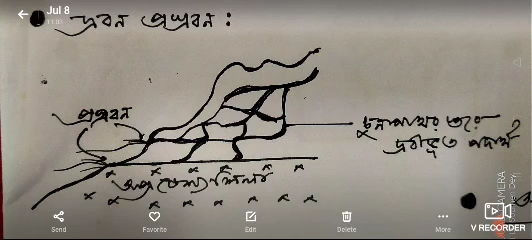 Jul 8
দ্রবন প্রস্রবন :
প্রস্রবন
চুনাপাথর স্তরে
দ্রবীভূত পদার্থ
অপ্রবেশ্য শিলাস্তর
Send
Favorite
Edit
Delete
More
V RECORDER